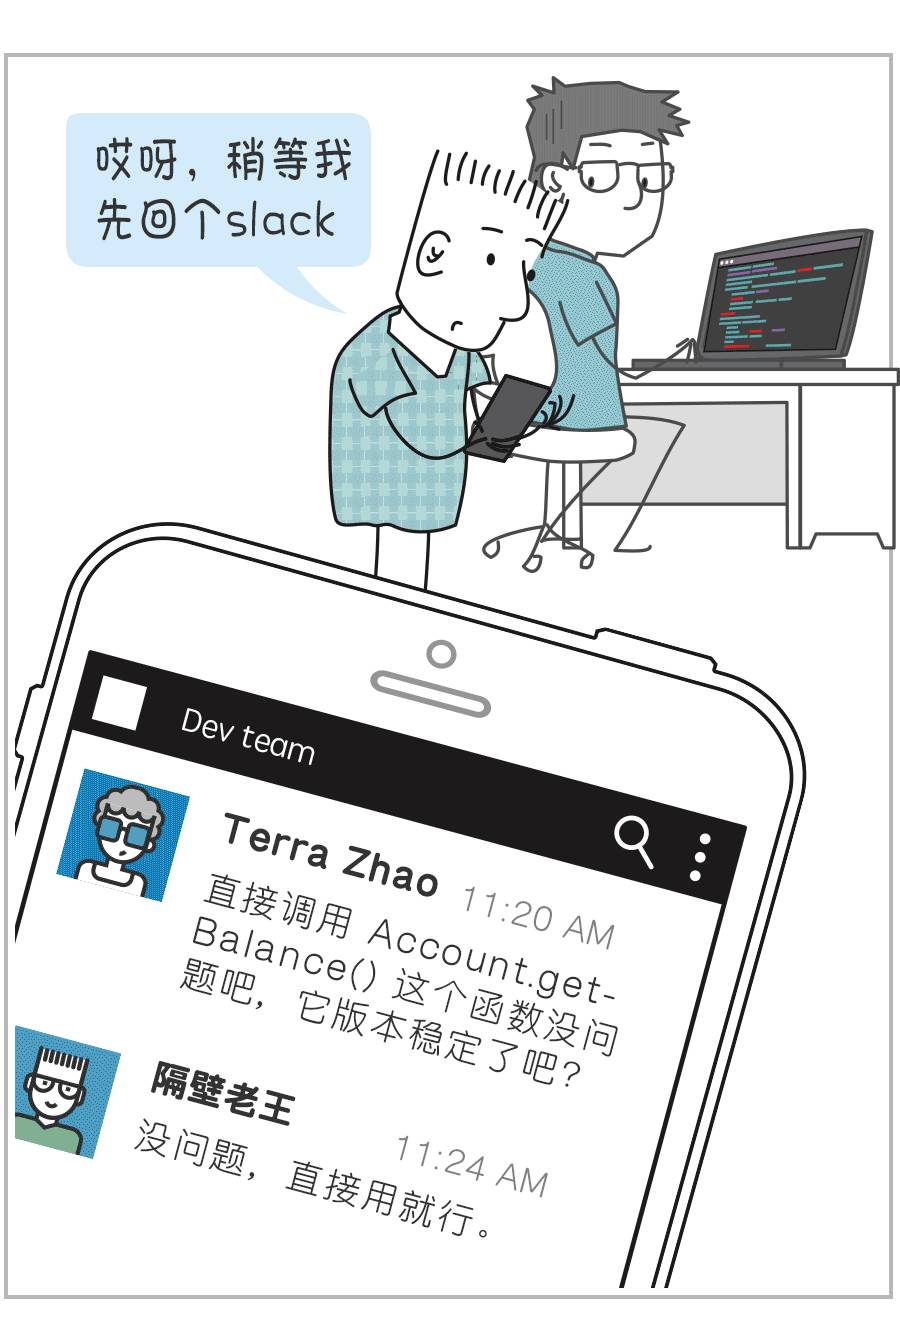 哎呀，稍等我
先回个slack
Dev team
Terra Zhao 11:20 AM
直接调用 Account.get-
Balance() 这个函数没问
题吧，它版本稳定了吧？
隔壁老王
11:24 AM
没问题，直接用就行。